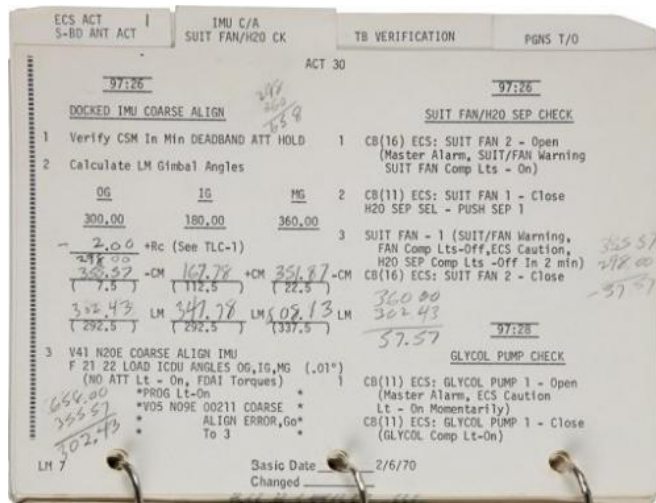 ECS ACT
S-BD ANT ACT
IMU C/A
SUIT FAN/H2O CK
TB VERIFICATION
PGNS T/O
ACT 30
97:26
DOCKED IMU COARSE ALIGN
298
360
658
1 Verify CSM In Min DEADBAND ATT HOLD
2 Calculate LM Gimbal Angles
OG IG MG
300.00 180.00 360.00
- 2.00 +Rc (See TLC-1)
298.00
355.57 -CM 167.78 +CM 351.87 -CM
( 7.5 ) (112.5 ) ( 22.5 )
302.43 LM 347.78 LM 008.13 LM
(292.5 ) (292.5 ) (337.5 )
3 V41 N20E COARSE ALIGN IMU
F 21 22 LOAD ICDU ANGLES OG,IG,MG (.01°)
(NO ATT Lt - On, FDAI Torques)
*PROG Lt-On *
*V05 N09E 00211 COARSE *
* ALIGN ERROR,Go*
* To 3 *
658.00
355.57
302.43
97:26
SUIT FAN/H2O SEP CHECK
1 CB(16) ECS: SUIT FAN 2 - Open
(Master Alarm, SUIT/FAN Warning
SUIT FAN Comp Lts - On)
2 CB(11) ECS: SUIT FAN 1 - Close
H2O SEP SEL - PUSH SEP 1
3 SUIT FAN - 1 (SUIT/FAN Warning,
FAN Comp Lts-Off,ECS Caution,
H2O SEP Comp Lts -Off In 2 min)
CB(16) ECS: SUIT FAN 2 - Close
355 57
298 00
57 57
360 00
302 43
57.57
97:28
GLYCOL PUMP CHECK
1 CB(11) ECS: GLYCOL PUMP 1 - Open
(Master Alarm, ECS Caution
Lt - On Momentarily)
CB(11) ECS: GLYCOL PUMP 1 - Close
(GLYCOL Comp Lt-On)
LM 7
Basic Date 2/6/70
Changed